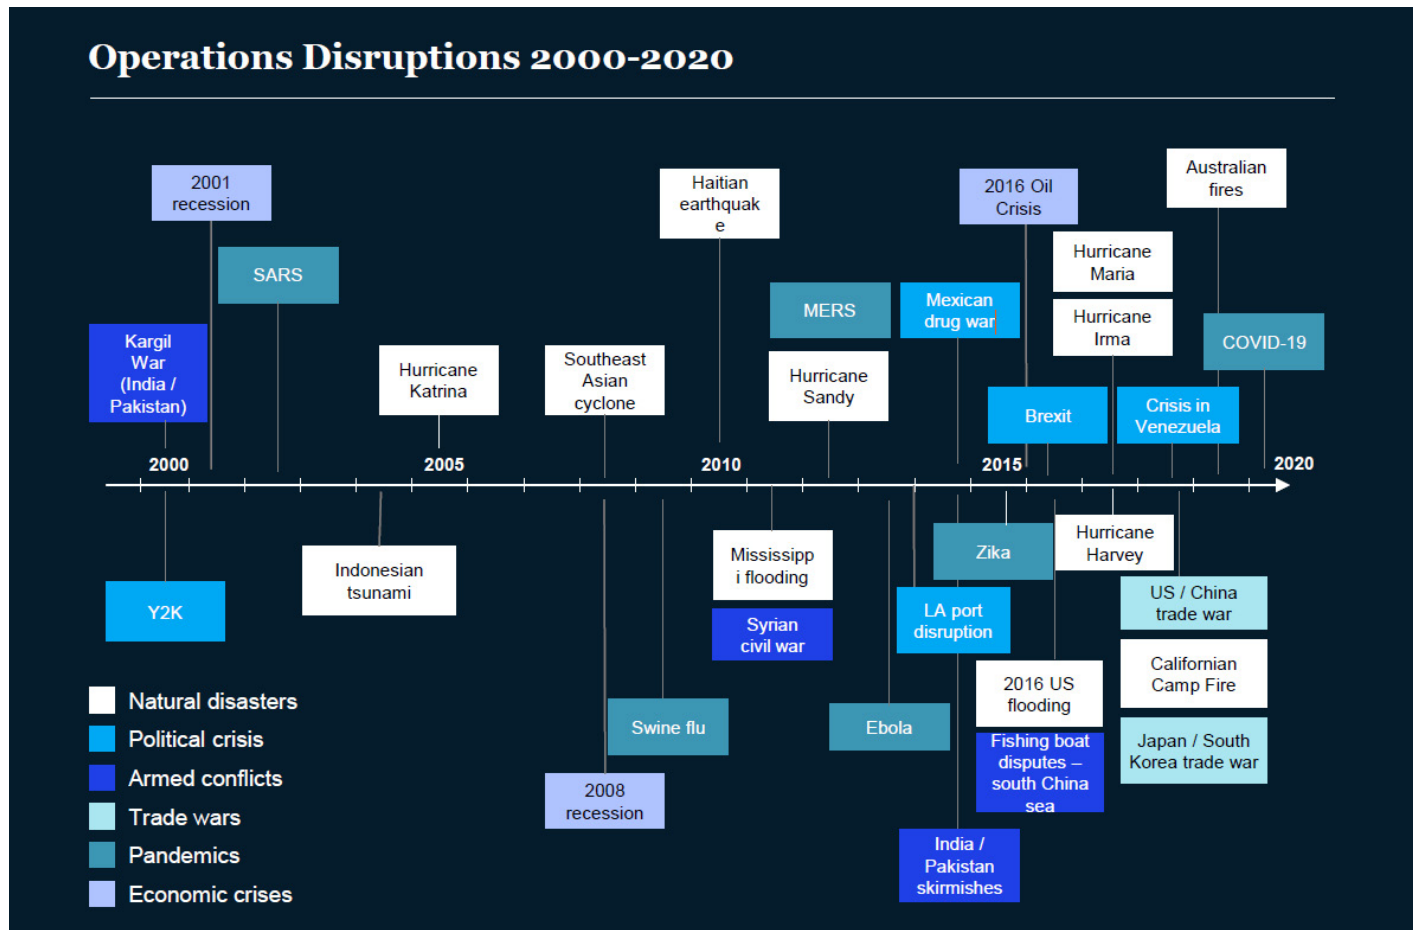 Operations Disruptions 2000-2020
2001
recession
SARS
Kargil
War
(India /
Pakistan)
Hurricane
Katrina
Southeast
Asian
cyclone
Haitian
earthquak
e
MERS
Hurricane
Sandy
Mexican
drug war
2016 Oil
Crisis
Hurricane
Maria
Hurricane
Irma
Australian
fires
COVID-19
Brexit
Crisis in
Venezuela
2000
2005
2010
2015
2020
Y2K
Indonesian
tsunami
Swine flu
2008
recession
Mississipp
i flooding
Syrian
civil war
Ebola
LA port
disruption
Zika
Hurricane
Harvey
2016 US
flooding
Fishing boat
disputes –
south China
sea
India /
Pakistan
skirmishes
US / China
trade war
Californian
Camp Fire
Japan / South
Korea trade war
Natural disasters
Political crisis
Armed conflicts
Trade wars
Pandemics
Economic crises